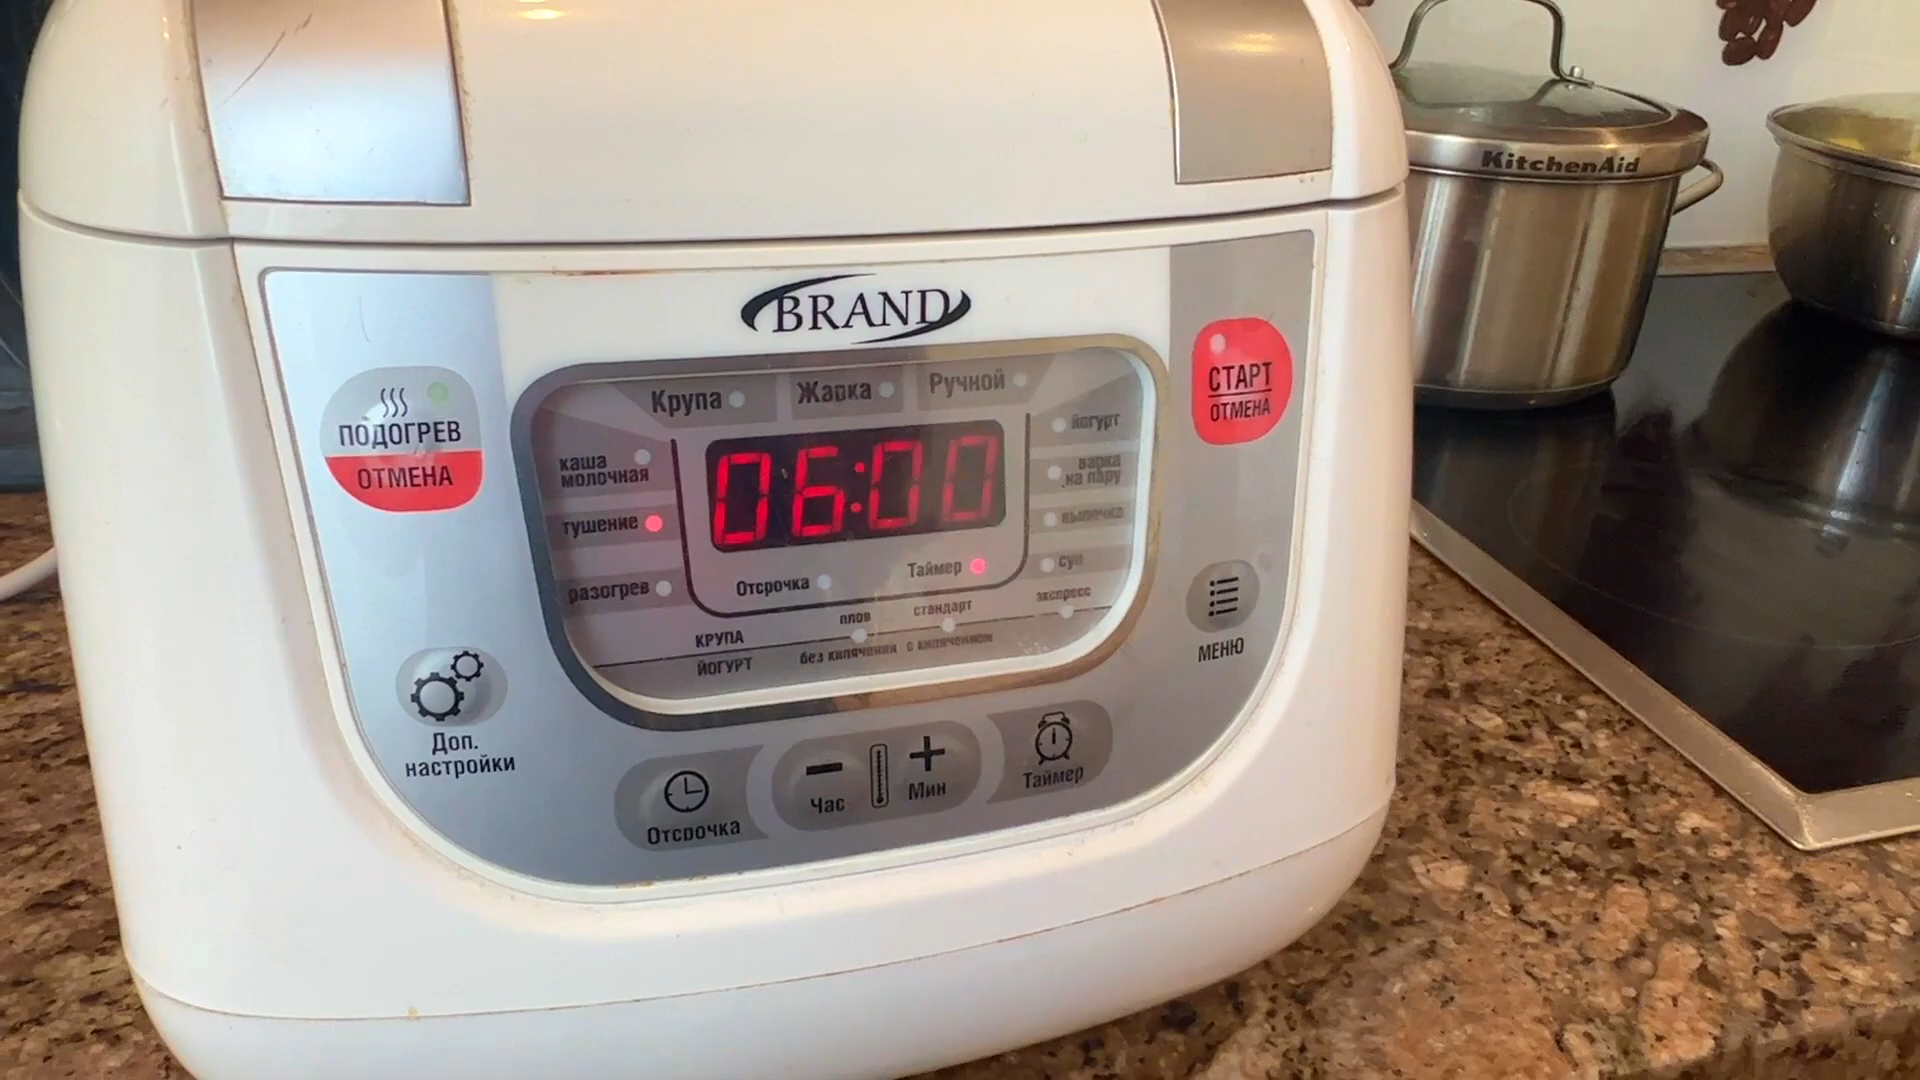 KitchenAid
BRAND
СТАРТ
ОТМЕНА
ПОДОГРЕВ
ОТМЕНА
Крупа
Жарка
Ручной
йогурт
каша
молочная
варка
на пару
06:00
тушение
выпечка
разогрев
Отсрочка
Таймер
суп
экспресс
плов
стандарт
КРУПА
ЙОГУРТ
без кипячения
с кипячением
МЕНЮ
Доп.
настройки
Отсрочка
Час
Мин
Таймер